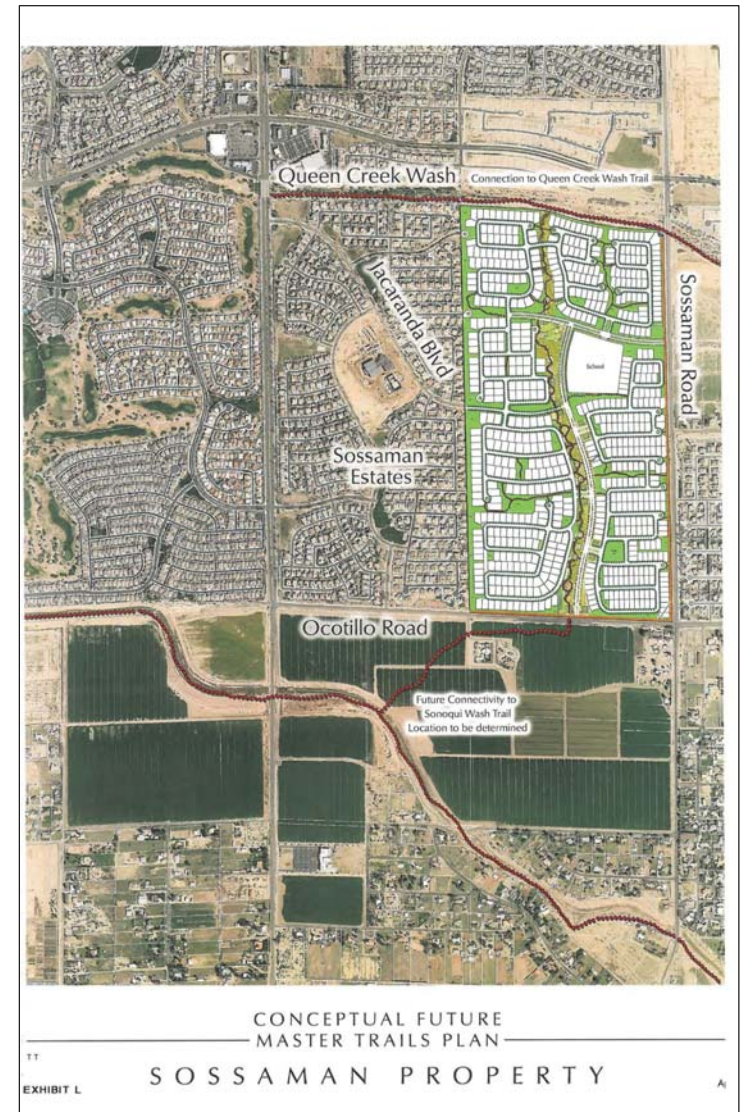 Queen Creek Wash
Connection to Queen Creek Wash Trail
Jacaranda Blvd
Sossaman Road
School
Sossaman
Estates
Ocotillo Road
Future Connectivity to
Sonoqui Wash Trail
Location to be determined
CONCEPTUAL FUTURE
MASTER TRAILS PLAN
TT
SOSSAMAN PROPERTY
EXHIBIT L